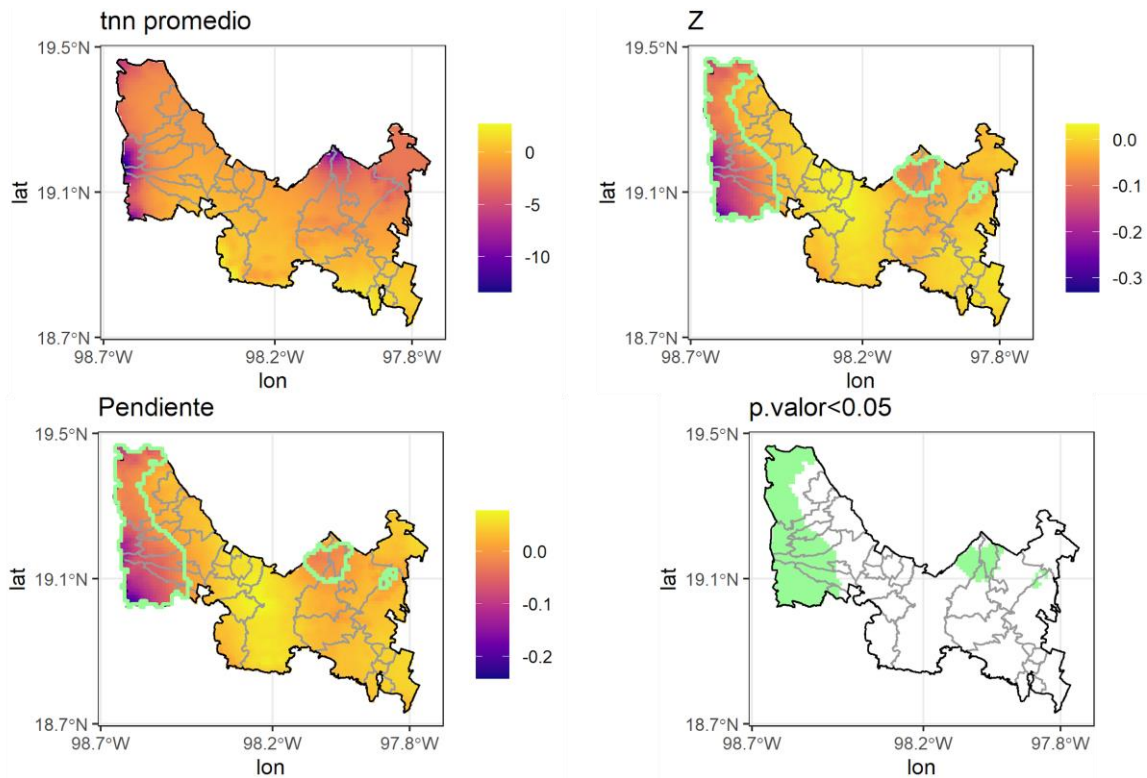 tnn promedio
19.5°N
19.1°N
18.7°N
lat
98.7°W 98.2°W 97.8°W
lon
0
-5
-10
Z
19.5°N
19.1°N
18.7°N
lat
98.7°W 98.2°W 97.8°W
lon
0.0
-0.1
-0.2
-0.3
Pendiente
19.5°N
19.1°N
18.7°N
lat
98.7°W 98.2°W 97.8°W
lon
0.0
-0.1
-0.2
p.valor<0.05
19.5°N
19.1°N
18.7°N
lat
98.7°W 98.2°W 97.8°W
lon